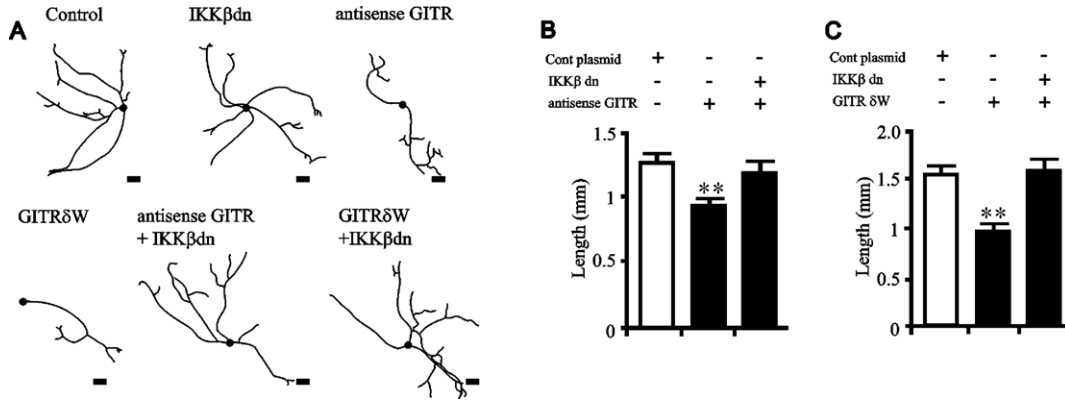 A
Control
IKKβdn
antisense GITR
GITRδW
antisense GITR
+ IKKβdn
GITRδW
+IKKβdn
B
Cont plasmid + - -
IKKβ dn - - +
antisense GITR - + +
1.5
1
0.5
0
Length (mm)
**
C
Cont plasmid + - -
IKKβ dn - - +
GITR δW - + +
2.0
1.5
1
0.5
0
Length (mm)
**